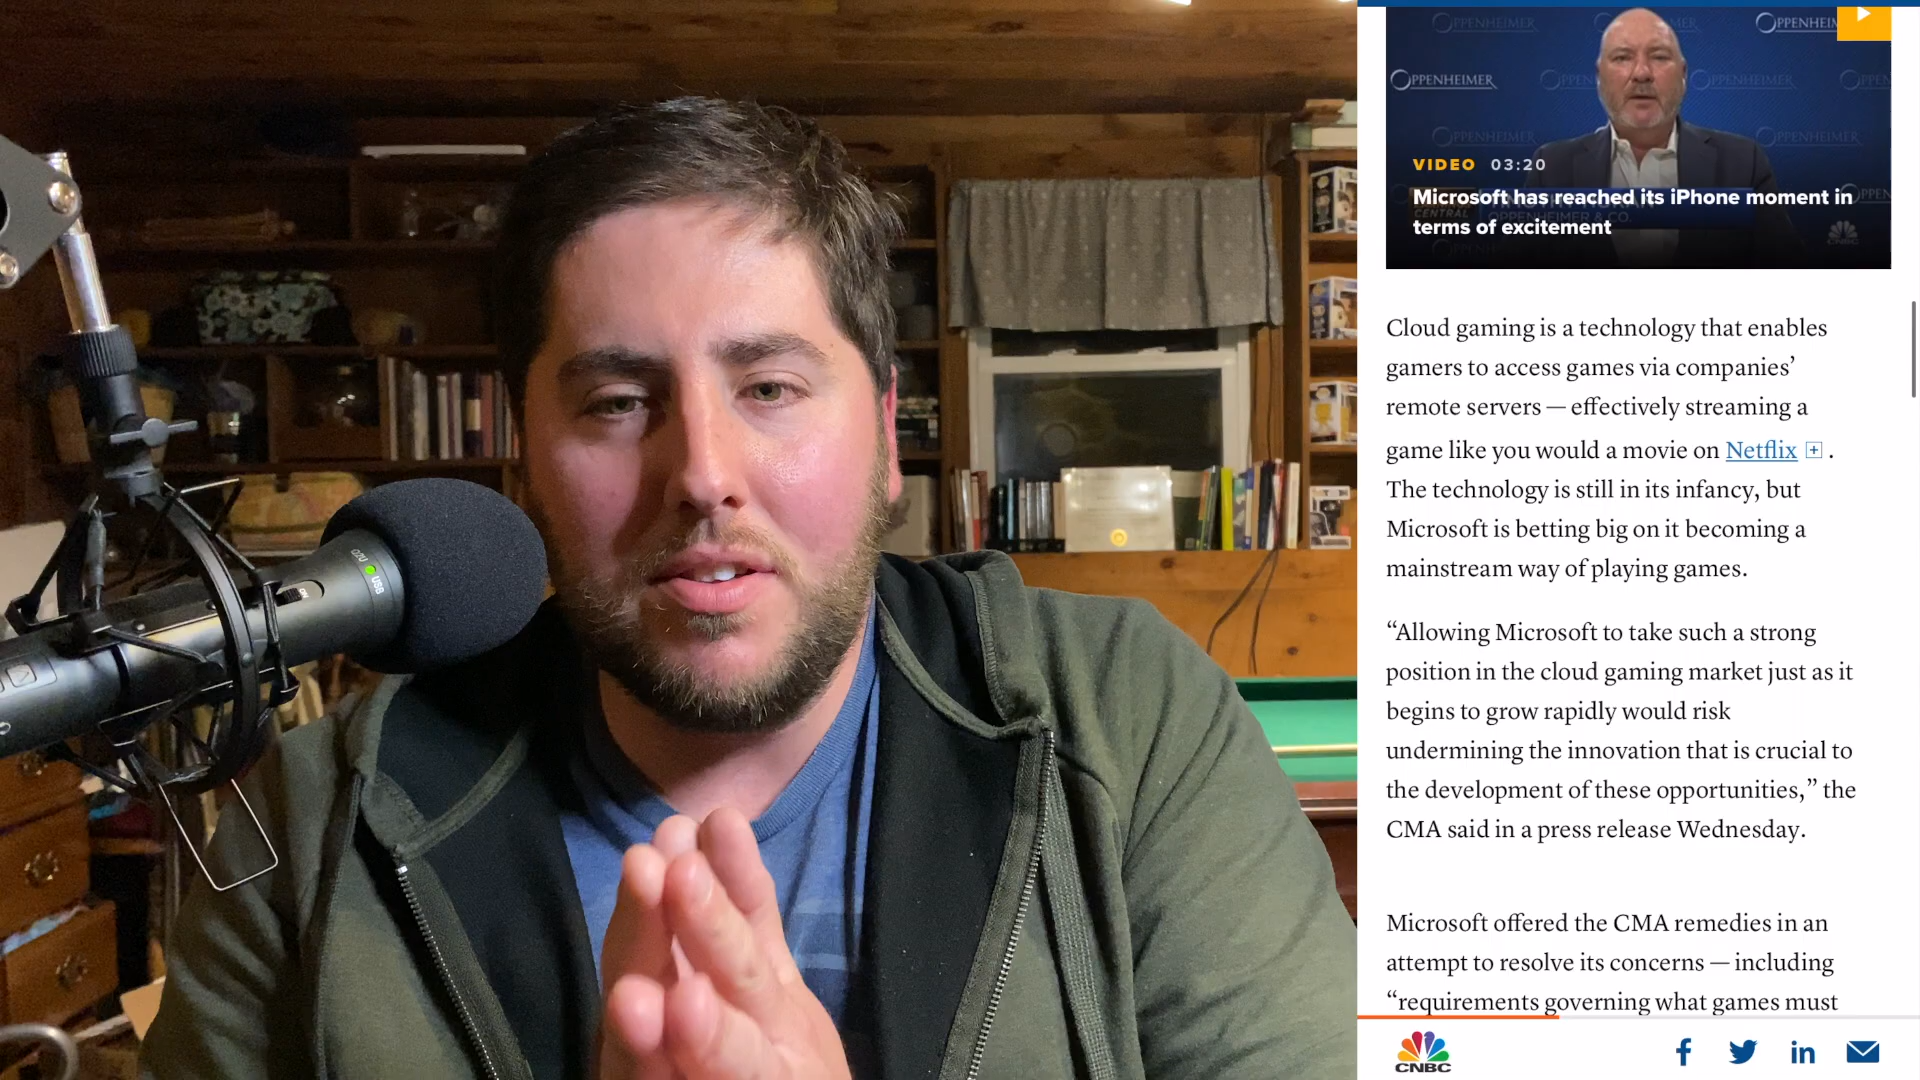 OPPENHEIMER
VIDEO 03:20
Microsoft has reached its iPhone moment in
terms of excitement
CENTRAL
OPPENHEIMER & CO.
CNBC
Cloud gaming is a technology that enables
gamers to access games via companies’
remote servers — effectively streaming a
game like you would a movie on Netflix .
The technology is still in its infancy, but
Microsoft is betting big on it becoming a
mainstream way of playing games.
“Allowing Microsoft to take such a strong
position in the cloud gaming market just as it
begins to grow rapidly would risk
undermining the innovation that is crucial to
the development of these opportunities,” the
CMA said in a press release Wednesday.
Microsoft offered the CMA remedies in an
attempt to resolve its concerns — including
“requirements governing what games must
CNBC
USB
ON